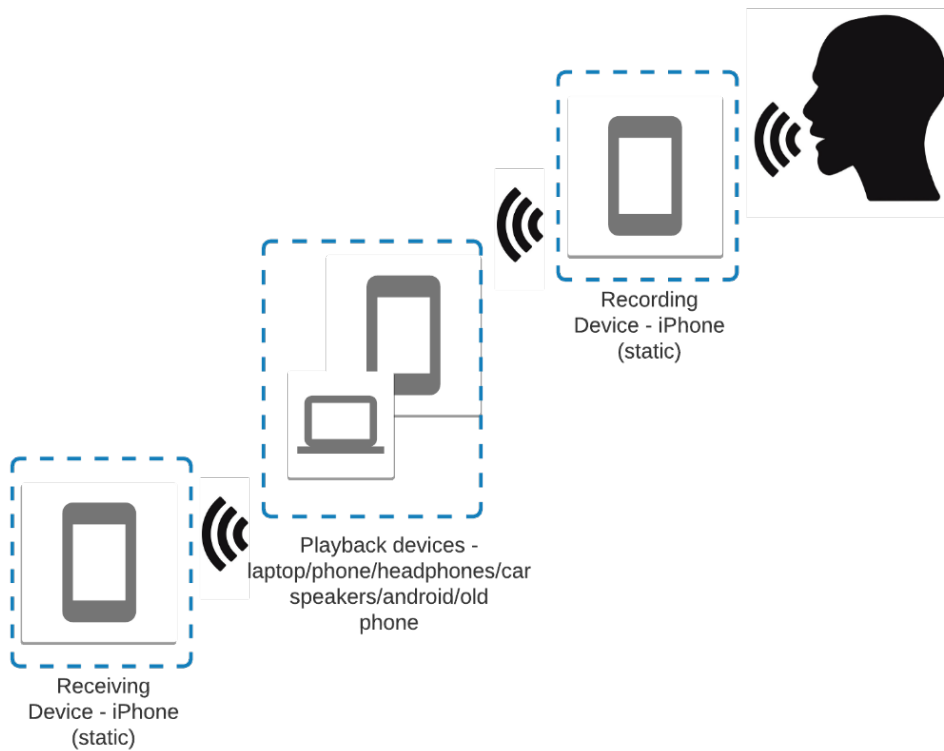 Recording
Device - iPhone
(static)
Playback devices -
laptop/phone/headphones/car
speakers/android/old
phone
Receiving
Device - iPhone
(static)